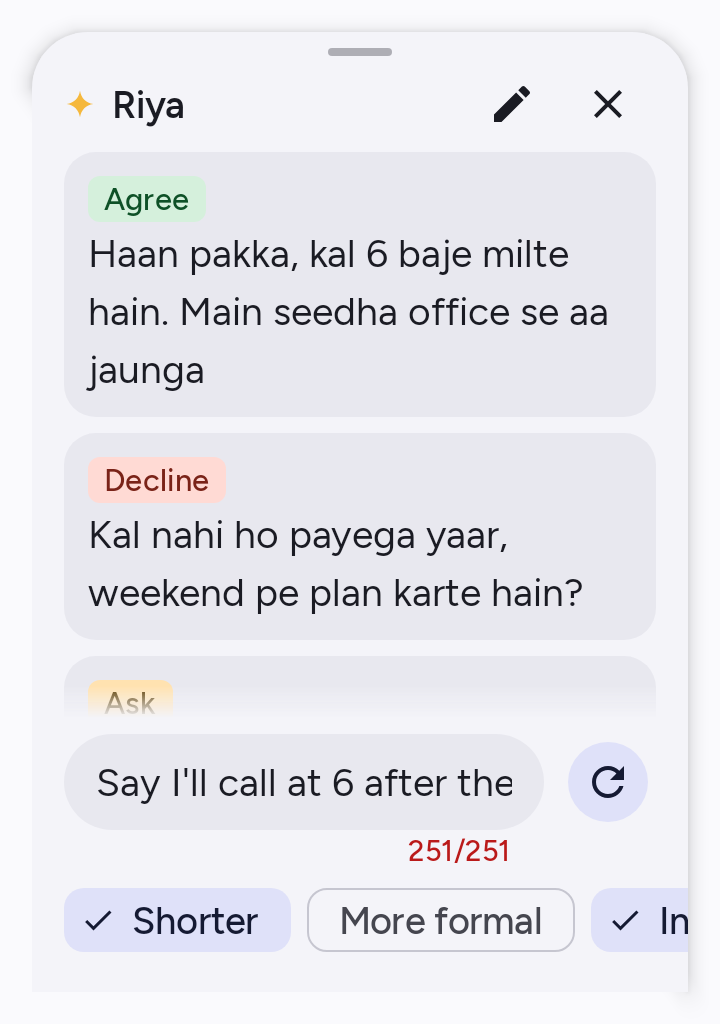 Riya
Agree
Haan pakka, kal 6 baje milte
hain. Main seedha office se aa
jaunga
Decline
Kal nahi ho payega yaar,
weekend pe plan karte hain?
Ask
Say I'll call at 6 after the
251/251
Shorter
More formal
In